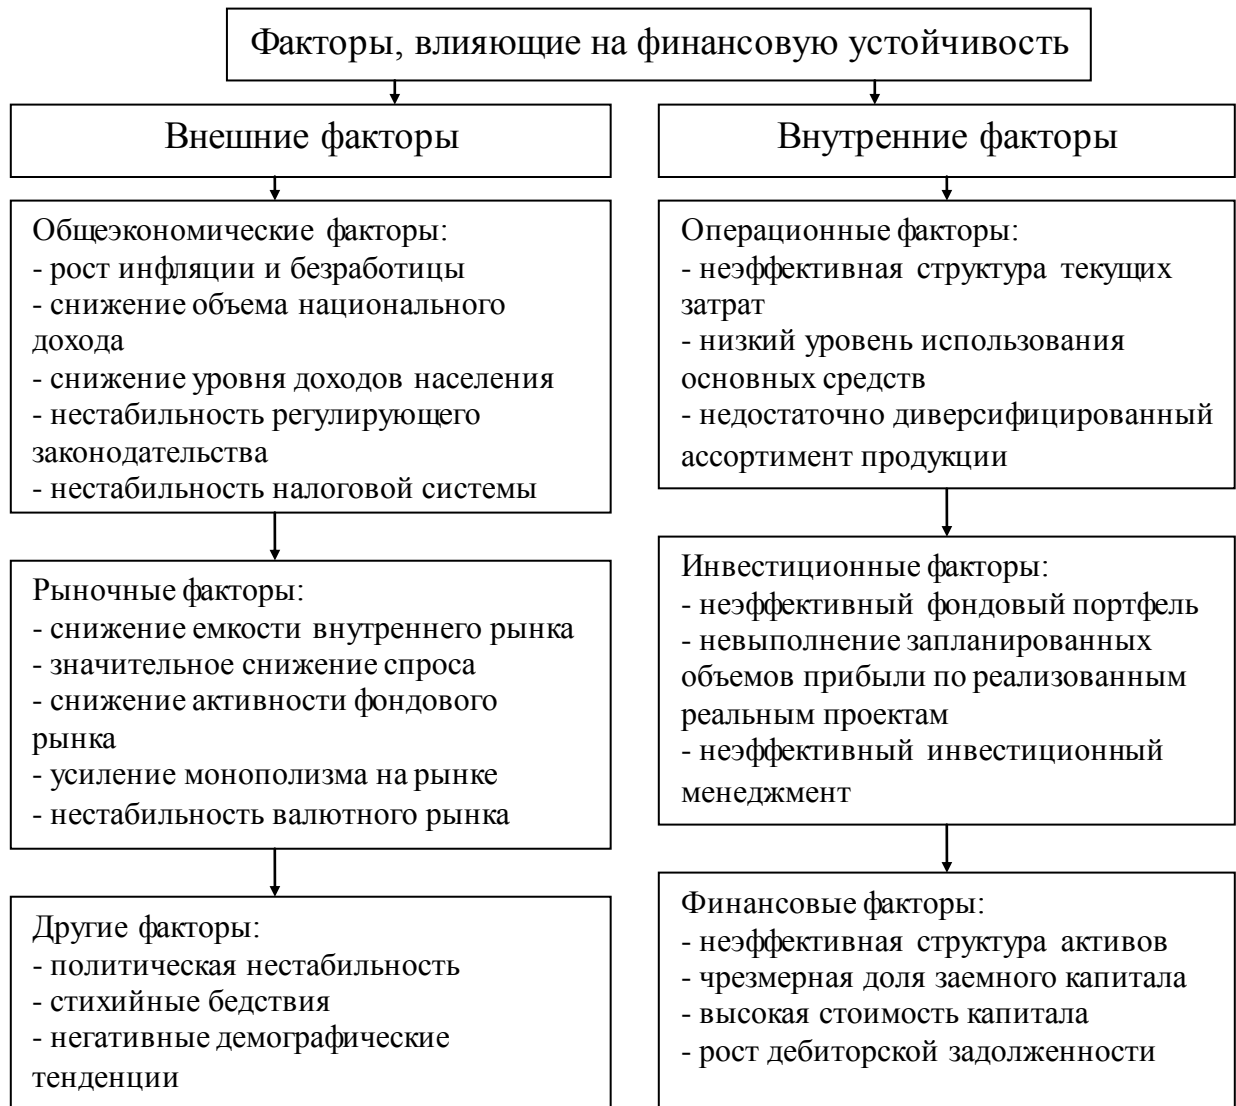 Факторы, влияющие на финансовую устойчивость
Внешние факторы
Общеэкономические факторы:
- рост инфляции и безработицы
- снижение объема национального
дохода
- снижение уровня доходов населения
- нестабильность регулирующего
законодательства
- нестабильность налоговой системы
Рыночные факторы:
- снижение емкости внутреннего рынка
- значительное снижение спроса
- снижение активности фондового
рынка
- усиление монополизма на рынке
- нестабильность валютного рынка
Другие факторы:
- политическая нестабильность
- стихийные бедствия
- негативные демографические
тенденции
Внутренние факторы
Операционные факторы:
- неэффективная структура текущих
затрат
- низкий уровень использования
основных средств
- недостаточно диверсифицированный
ассортимент продукции
Инвестиционные факторы:
- неэффективный фондовый портфель
- невыполнение запланированных
объемов прибыли по реализованным
реальным проектам
- неэффективный инвестиционный
менеджмент
Финансовые факторы:
- неэффективная структура активов
- чрезмерная доля заемного капитала
- высокая стоимость капитала
- рост дебиторской задолженности